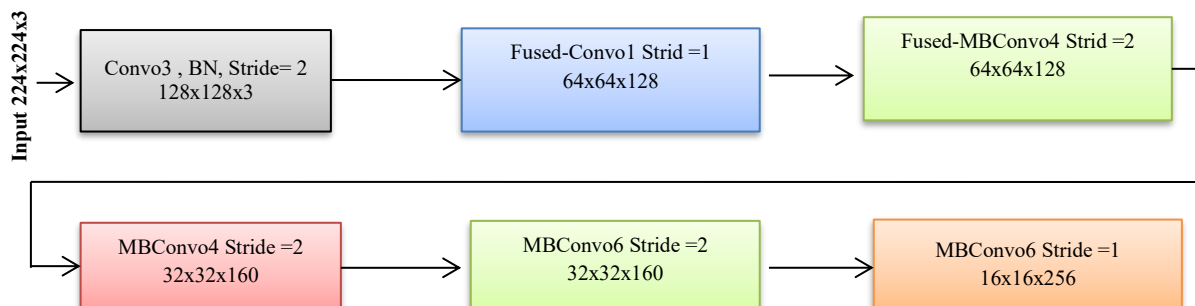 Input 224x224x3
Convo3 , BN, Stride= 2
128x128x3
Fused-Convo1 Strid =1
64x64x128
Fused-MBConvo4 Strid =2
64x64x128
MBConvo4 Stride =2
32x32x160
MBConvo6 Stride =2
32x32x160
MBConvo6 Stride =1
16x16x256